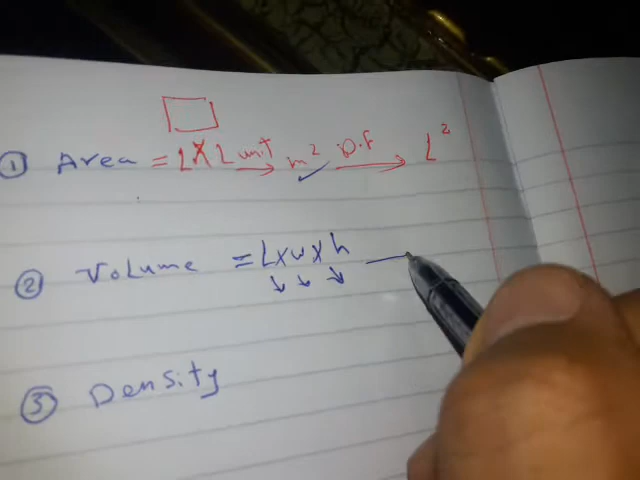 ① Area = L X L unit → m² D.F → L²
② Volume = L x w x h
③ Density